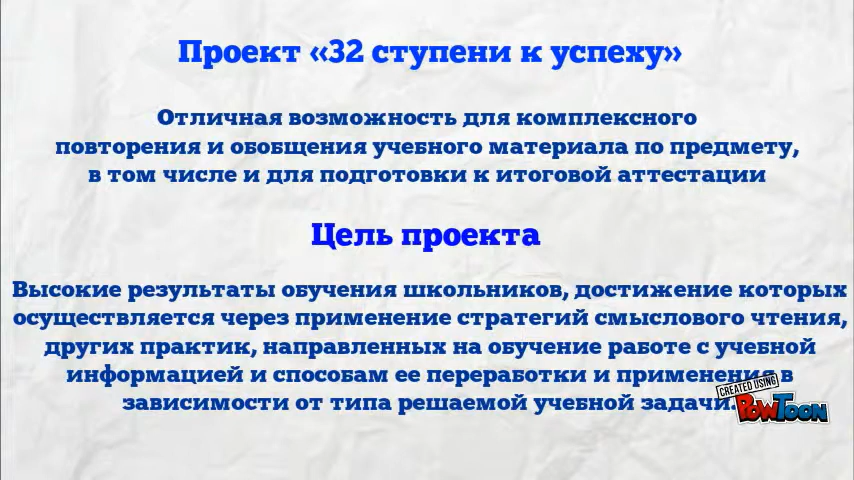 Проект «32 ступени к успеху»
Отличная возможность для комплексного
повторения и обобщения учебного материала по предмету,
в том числе и для подготовки к итоговой аттестации
Цель проекта
Высокие результаты обучения школьников, достижение которых
осуществляется через применение стратегий смыслового чтения,
других практик, направленных на обучение работе с учебной
информацией и способам ее переработки и применения в
зависимости от типа решаемой учебной задачи.
CREATED USING
POWTOON